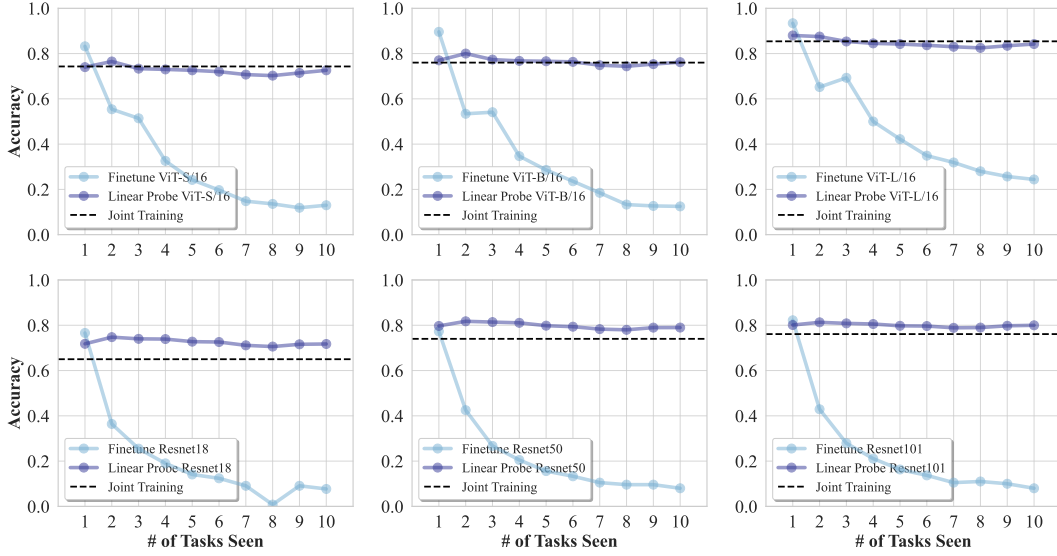 1.0
0.8
0.6
0.4
0.2
0.0
Accuracy
Finetune ViT-S/16
Linear Probe ViT-S/16
Joint Training
1 2 3 4 5 6 7 8 9 10
1.0
0.8
0.6
0.4
0.2
0.0
Finetune ViT-B/16
Linear Probe ViT-B/16
Joint Training
1 2 3 4 5 6 7 8 9 10
1.0
0.8
0.6
0.4
0.2
0.0
Finetune ViT-L/16
Linear Probe ViT-L/16
Joint Training
1 2 3 4 5 6 7 8 9 10
1.0
0.8
0.6
0.4
0.2
0.0
Accuracy
Finetune Resnet18
Linear Probe Resnet18
Joint Training
1 2 3 4 5 6 7 8 9 10
# of Tasks Seen
1.0
0.8
0.6
0.4
0.2
0.0
Finetune Resnet50
Linear Probe Resnet50
Joint Training
1 2 3 4 5 6 7 8 9 10
# of Tasks Seen
1.0
0.8
0.6
0.4
0.2
0.0
Finetune Resnet101
Linear Probe Resnet101
Joint Training
1 2 3 4 5 6 7 8 9 10
# of Tasks Seen